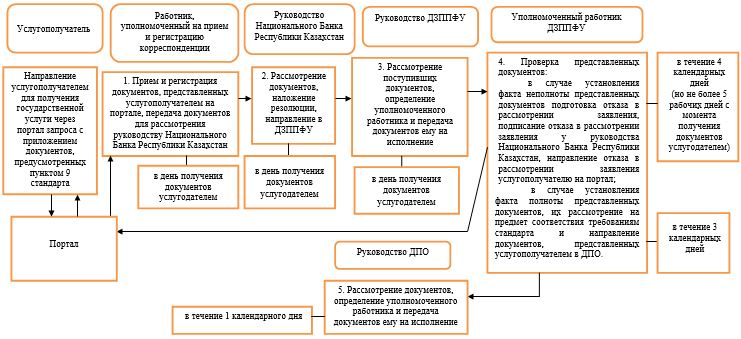 Услугополучатель
Работник,
уполномоченный на прием
и регистрацию
корреспонденции
Руководство
Национального Банка
Республики Казахстан
Руководство ДЗППФУ
Уполномоченный работник
ДЗППФУ
Направление
услугополучателем
для получения
государственной
услуги через
портал запроса с
приложением
документов,
предусмотренных
пунктом 9
стандарта
1. Прием и регистрация
документов, представленных
услугополучателем на
портале, передача документов
для рассмотрения
руководству Национального
Банка Республики Казахстан
2. Рассмотрение
документов,
наложение
резолюции,
направление в
ДЗППФУ
3. Рассмотрение
поступивших
документов,
определение
уполномоченного
работника и передача
документов ему на
исполнение
4. Проверка представленных
документов:
в случае установления
факта неполноты представленных
документов подготовка отказа в
рассмотрении заявления,
подписание отказа в рассмотрении
заявления у руководства
Национального Банка Республики
Казахстан, направление отказа в
рассмотрении заявления
услугополучателю на портал;
в случае установления
факта полноты представленных
документов, их рассмотрение на
предмет соответствия требованиям
стандарта и направление
документов, представленных
услугополучателем в ДПО.
в течение 4
календарных
дней
(но не более 5
рабочих дней с
момента
получения
документов
услугодателем)
в день получения
документов
услугодателем
в день получения
документов
услугодателем
в день получения
документов
услугодателем
в течение 3
календарных
дней
Портал
Руководство ДПО
5. Рассмотрение документов,
определение уполномоченного
работника и передача
документов ему на исполнение
в течение 1 календарного дня